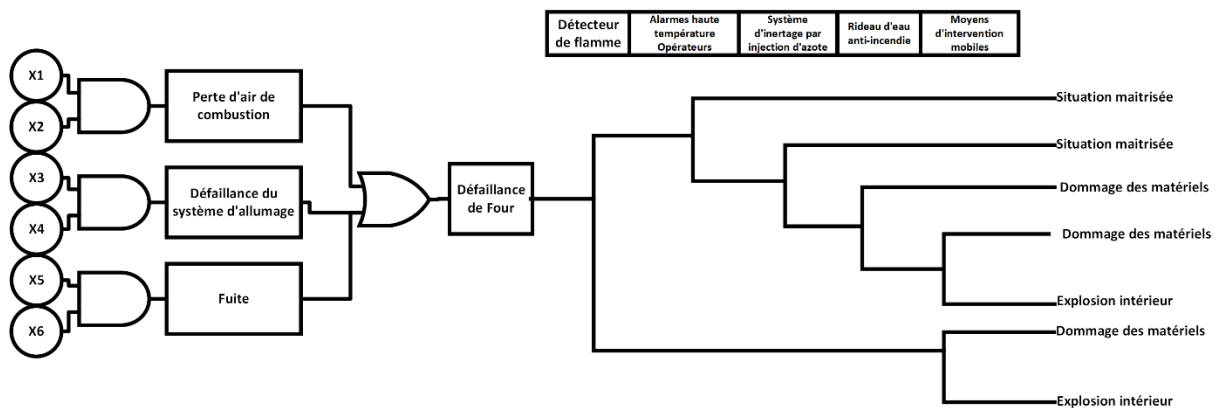 Détecteur
de flamme
Alarmes haute
température
Opérateurs
Système
d'inertage par
injection d'azote
Rideau d'eau
anti-incendie
Moyens
d'intervention
mobiles
X1
X2
X3
X4
X5
X6
Perte d'air de
combustion
Défaillance du
système d'allumage
Fuite
Défaillance
de Four
Situation maitrisée
Situation maitrisée
Dommage des matériels
Dommage des matériels
Explosion intérieur
Dommage des matériels
Explosion intérieur